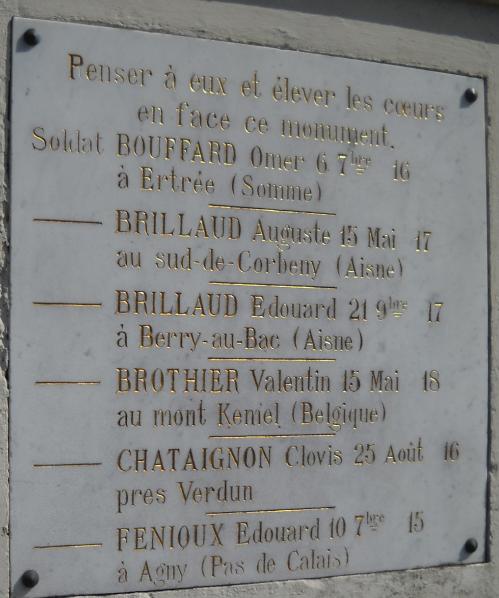 Penser à eux et élever les cœurs
en face ce monument.
Soldat BOUFFARD Omer 6 7bre 16
à Ertrée (Somme)
BRILLAUD Auguste 15 Mai 17
au sud-de-Corbeny (Aisne)
BRILLAUD Edouard 21 9bre 17
à Berry-au-Bac (Aisne)
BROTHIER Valentin 15 Mai 18
au mont Kemel (Belgique)
CHATAIGNON Clovis 25 Août 16
pres Verdun
FENIOUX Edouard 10 7bre 15
à Agny (Pas de Calais)